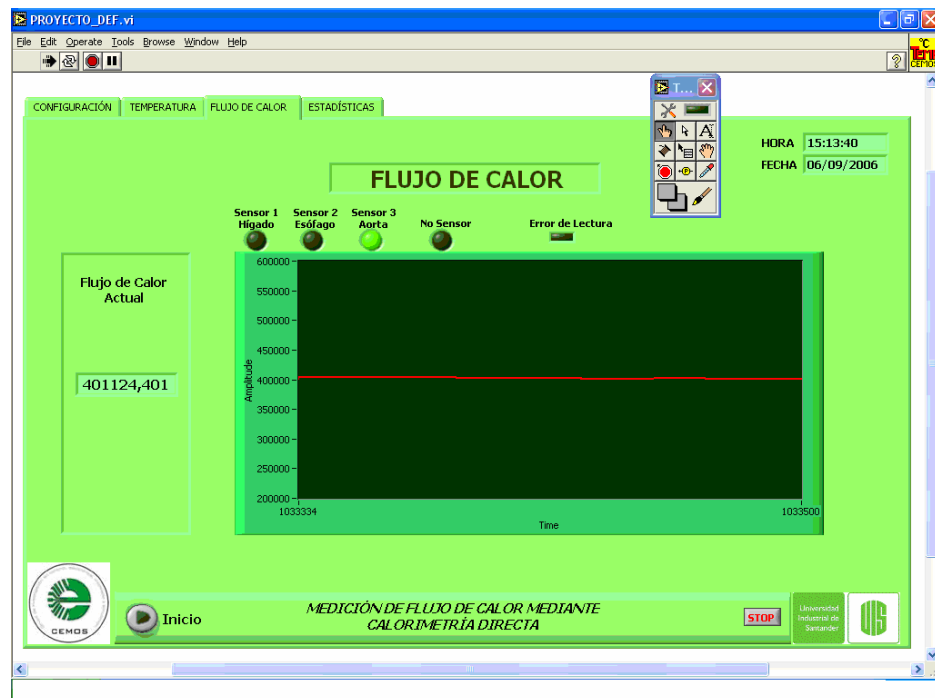 PROYECTO_DEF.vi
File Edit Operate Tools Browse Window Help
°C
CEMOS
T...
CONFIGURACIÓN TEMPERATURA FLUJO DE CALOR ESTADÍSTICAS
HORA 15:13:40
FECHA 06/09/2006
FLUJO DE CALOR
Sensor 1 Hígado
Sensor 2 Esófago
Sensor 3 Aorta
No Sensor
Error de Lectura
Flujo de Calor
Actual
401124,401
Amplitude
600000
550000
500000
450000
400000
350000
300000
250000
200000
1033334
1033500
Time
CEMOS
Inicio
MEDICIÓN DE FLUJO DE CALOR MEDIANTE
CALORIMETRÍA DIRECTA
STOP
Universidad
Industrial de
Santander
UIS